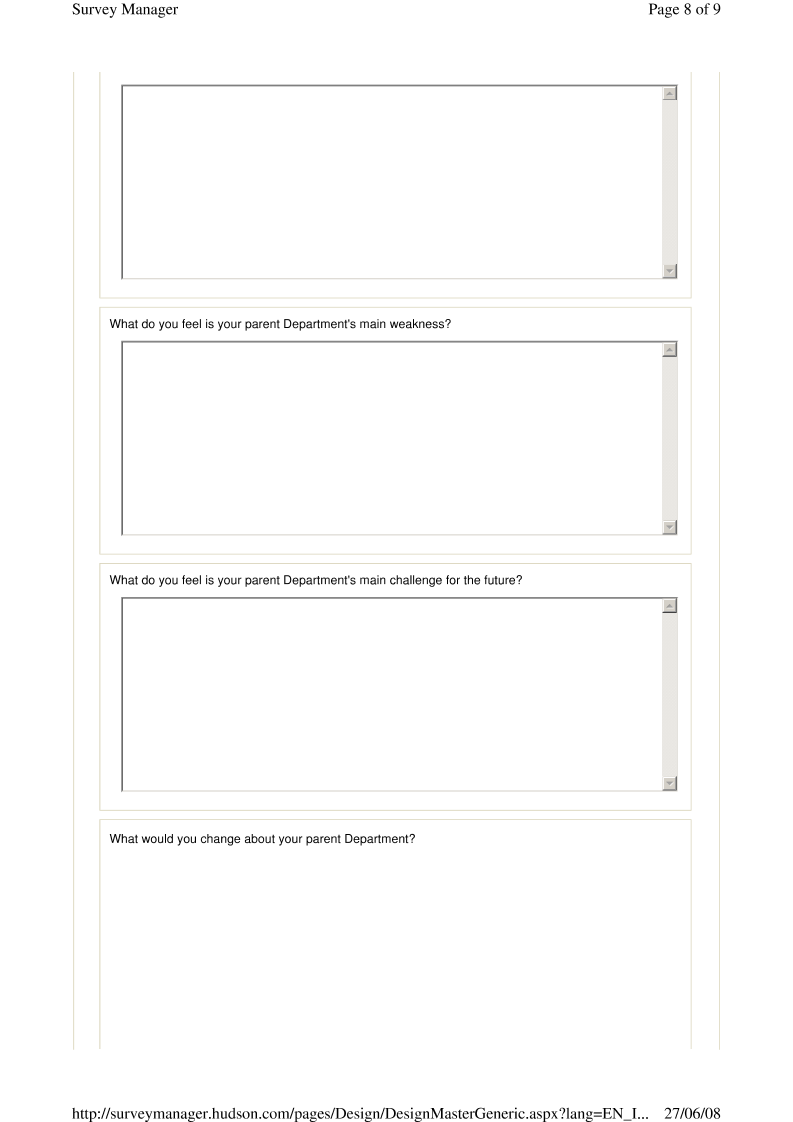 Survey Manager Page 8 of 9
What do you feel is your parent Department's main weakness?
What do you feel is your parent Department's main challenge for the future?
What would you change about your parent Department?
http://surveymanager.hudson.com/pages/Design/DesignMasterGeneric.aspx?lang=EN_I... 27/06/08